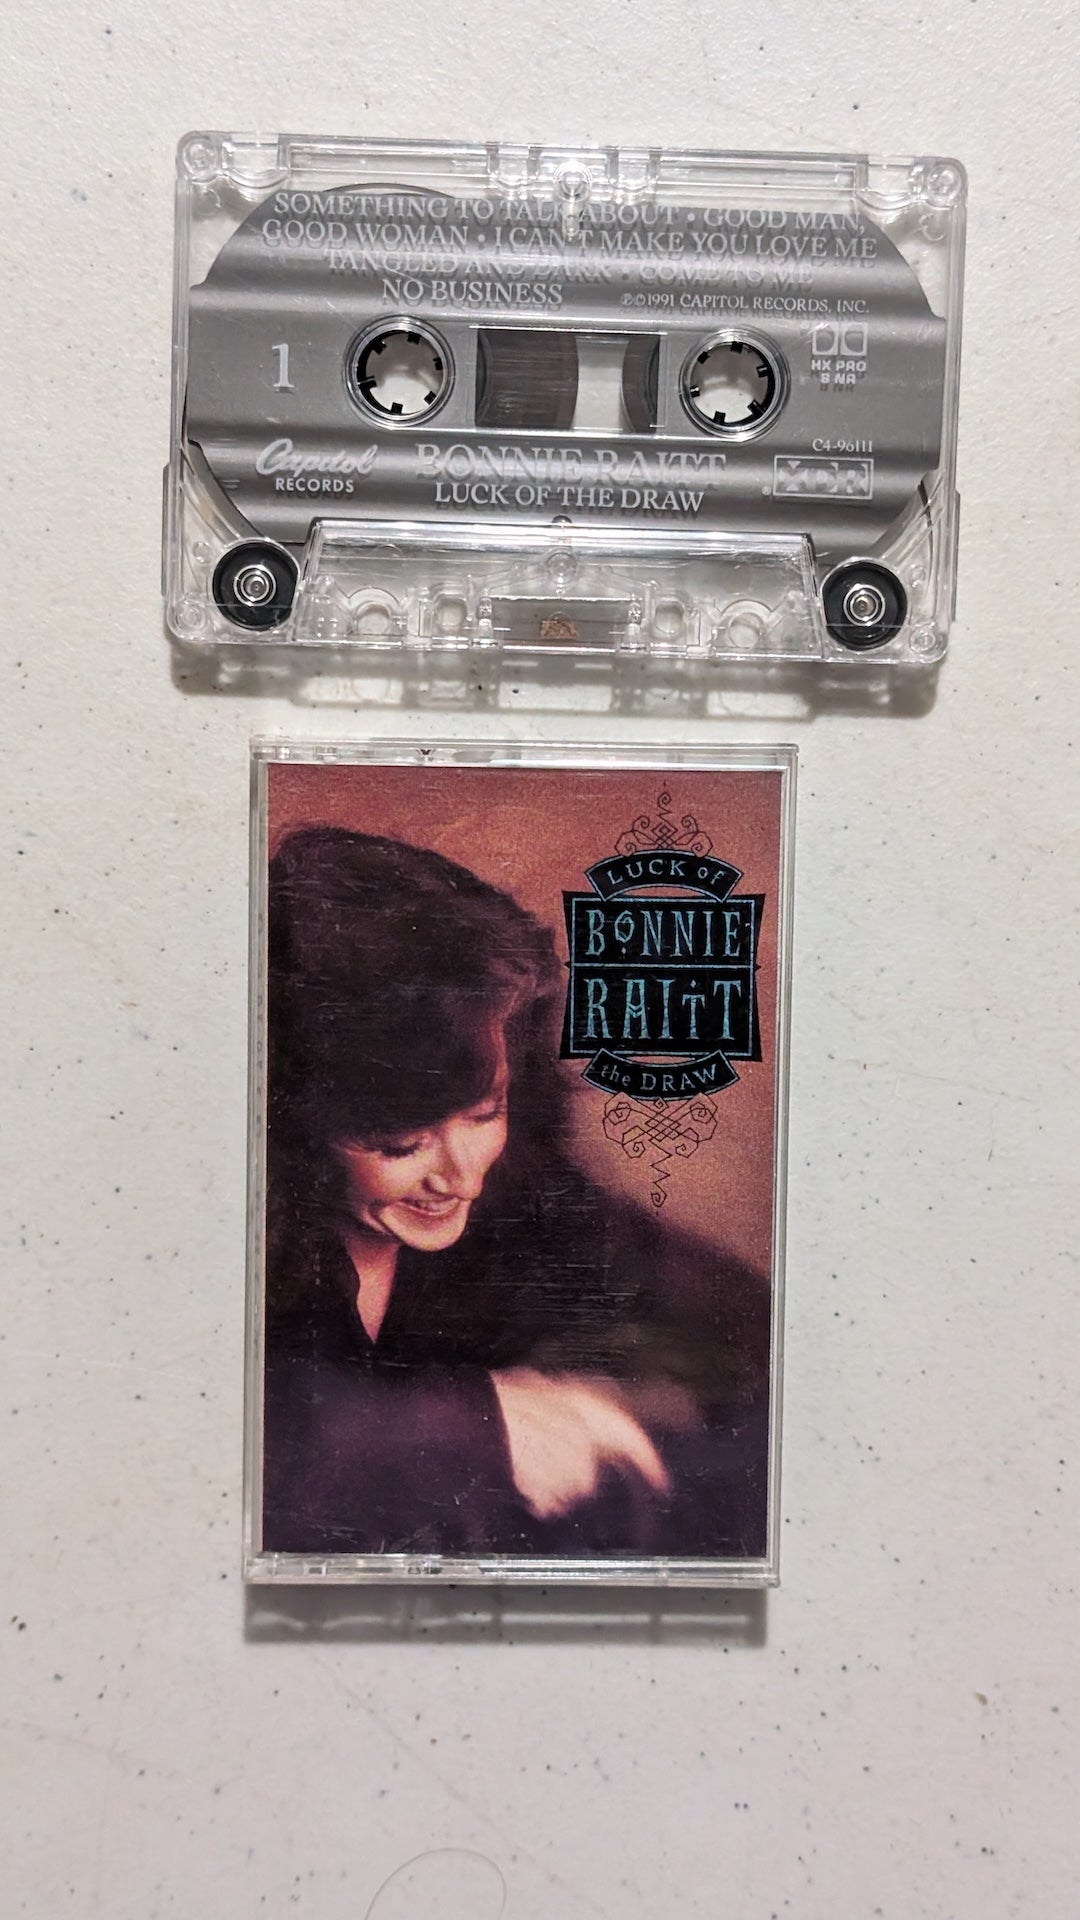 SOMETHING TO TALK ABOUT • GOOD MAN,
GOOD WOMAN • I CAN'T MAKE YOU LOVE ME
TANGLED AND DARK • COME TO ME
NO BUSINESS ℗©1991 CAPITOL RECORDS, INC.
1
HX PRO
B NR
C4-96111
Capitol
RECORDS
BONNIE RAITT
LUCK OF THE DRAW
XDR
®
LUCK of
BONNIE
RAITT
the DRAW